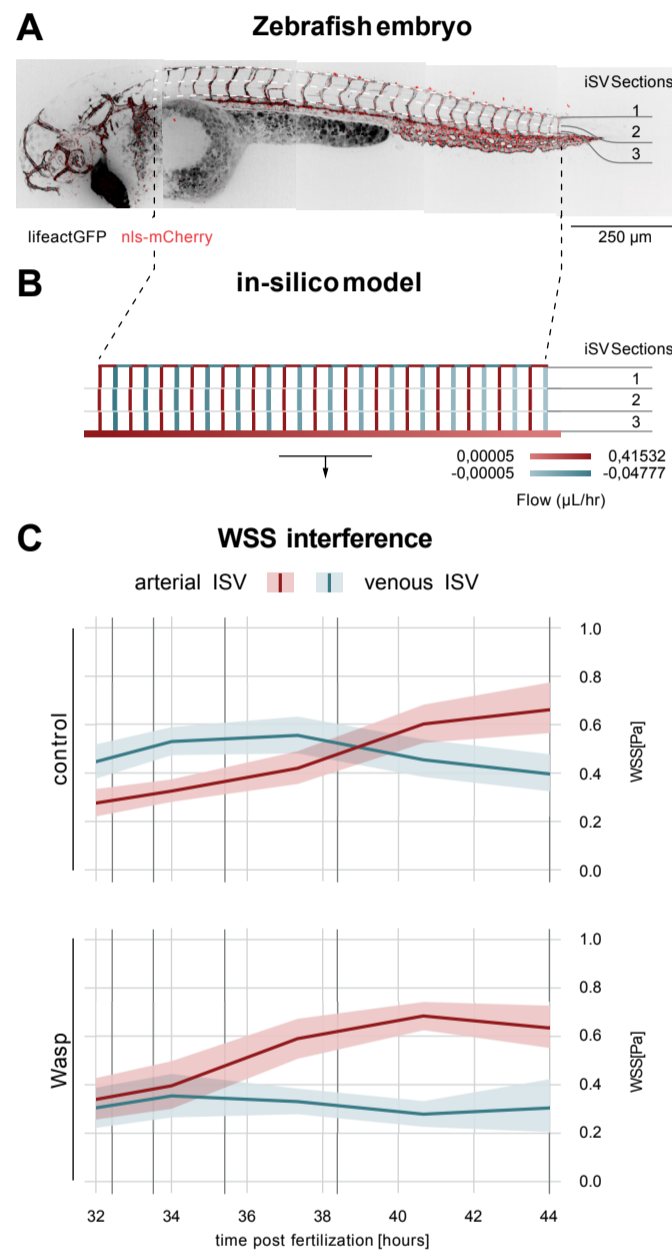 A
Zebrafish embryo
iSV Sections
1
2
3
lifeactGFP nls-mCherry
250 µm
B
in-silico model
iSV Sections
1
2
3
0,00005 0,41532
-0,00005 -0,04777
Flow (µL/hr)
C
WSS interference
arterial ISV venous ISV
control
1.0
0.8
0.6
0.4
0.2
0.0
WSS[Pa]
Wasp
1.0
0.8
0.6
0.4
0.2
0.0
WSS[Pa]
32 34 36 38 40 42 44
time post fertilization [hours]